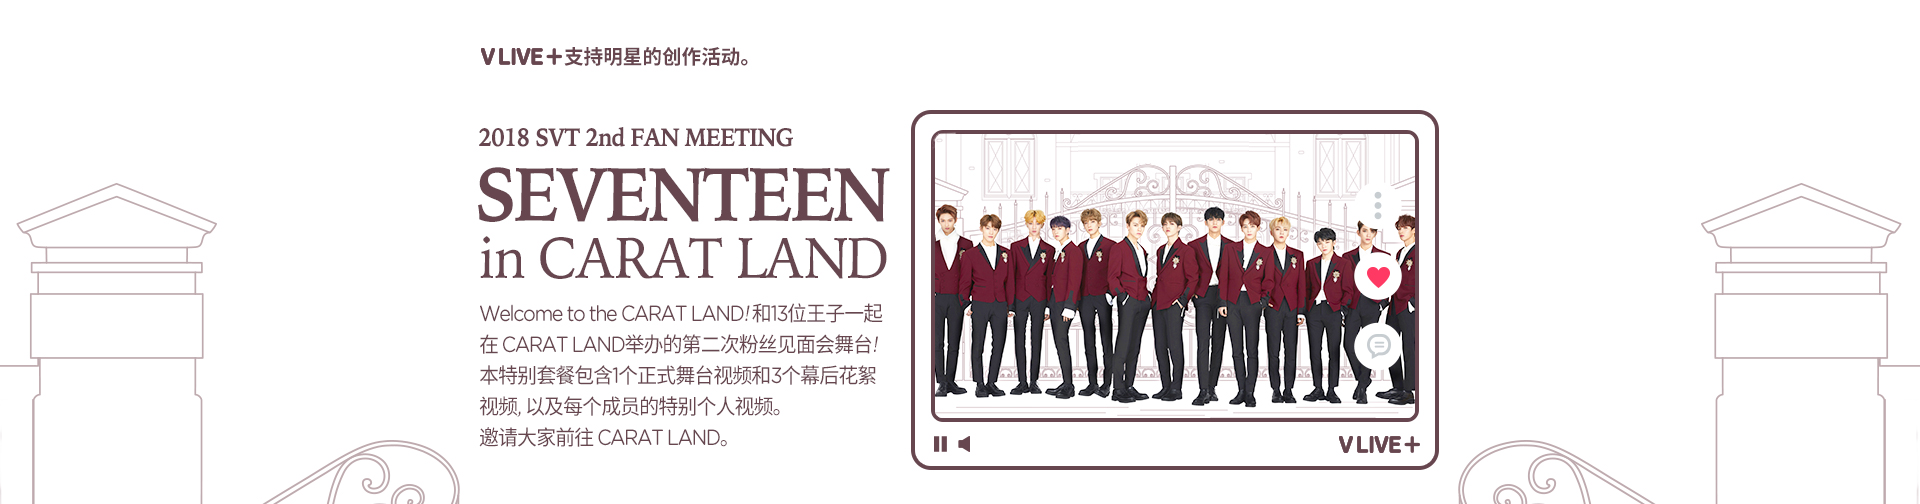 V LIVE+支持明星的创作活动。
2018 SVT 2nd FAN MEETING
SEVENTEEN
in CARAT LAND
Welcome to the CARAT LAND! 和13位王子一起
在 CARAT LAND举办的第二次粉丝见面会舞台!
本特别套餐包含1个正式舞台视频和3个幕后花絮
视频, 以及每个成员的特别个人视频。
邀请大家前往 CARAT LAND。
V LIVE+